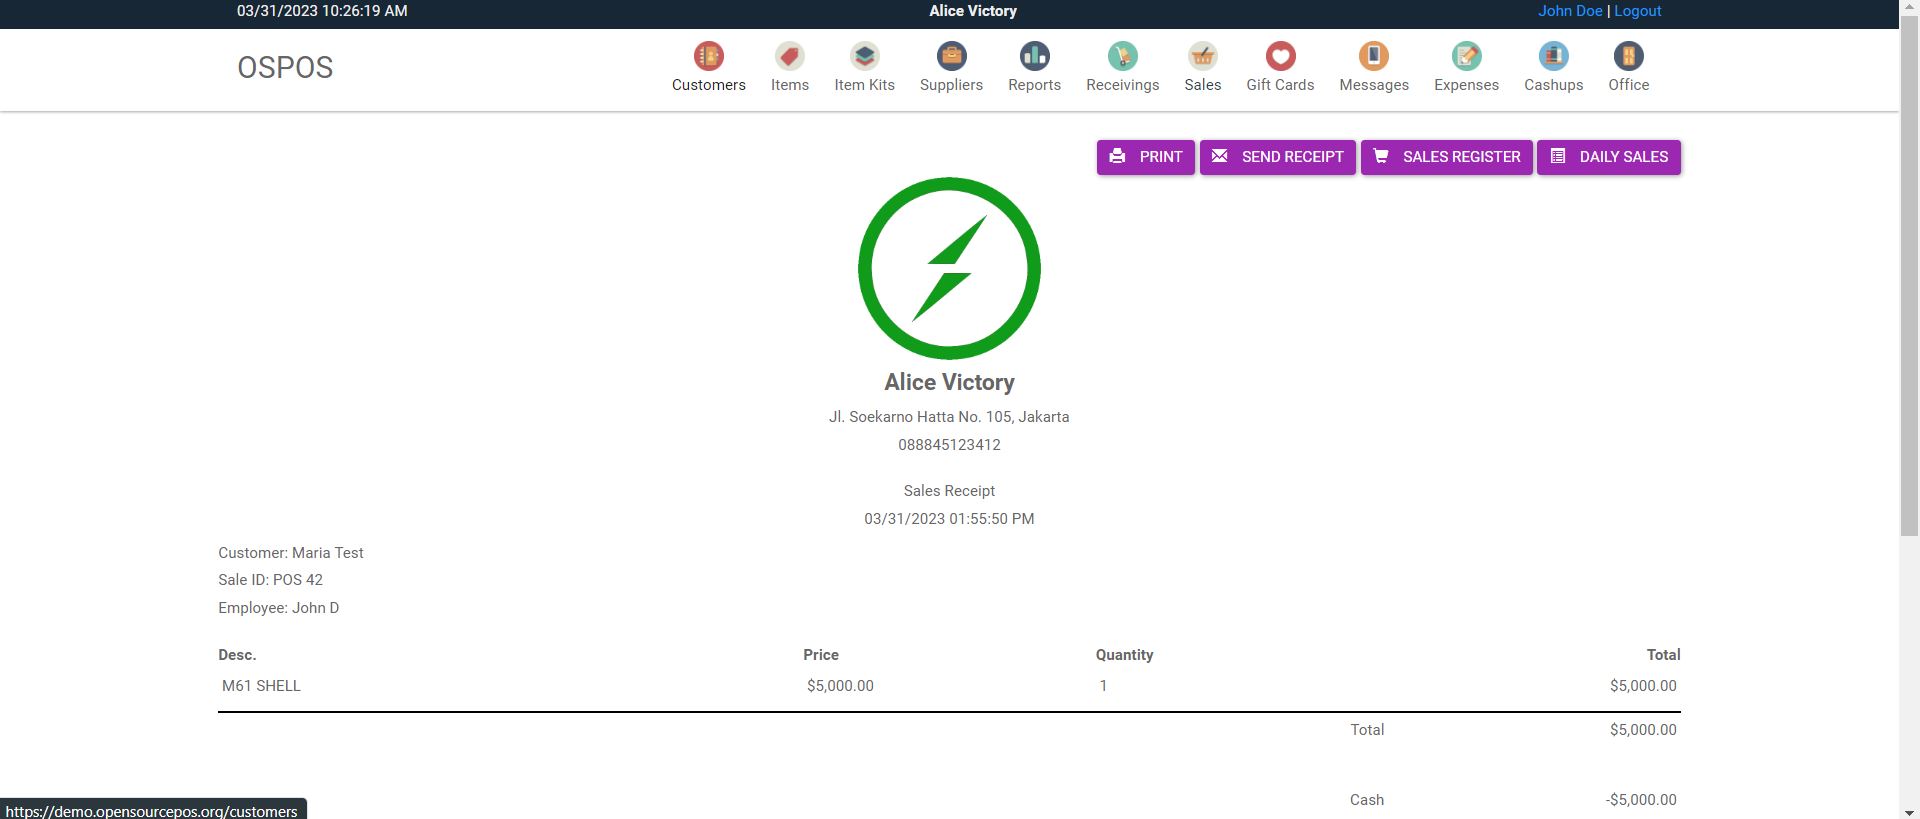 03/31/2023 10:26:19 AM Alice Victory John Doe | Logout
OSPOS
Customers Items Item Kits Suppliers Reports Receivings Sales Gift Cards Messages Expenses Cashups Office
PRINT SEND RECEIPT SALES REGISTER DAILY SALES
Alice Victory
Jl. Soekarno Hatta No. 105, Jakarta
088845123412
Sales Receipt
03/31/2023 01:55:50 PM
Customer: Maria Test
Sale ID: POS 42
Employee: John D
Desc. Price Quantity Total
M61 SHELL $5,000.00 1 $5,000.00
Total $5,000.00
Cash -$5,000.00
https://demo.opensourcepos.org/customers